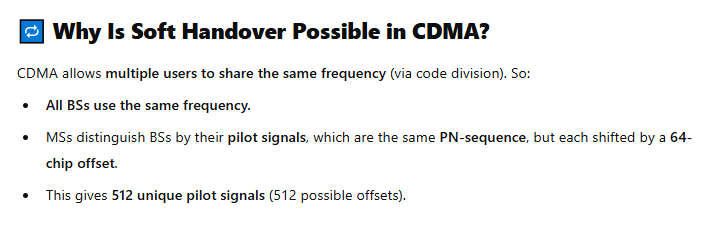 🔁 Why Is Soft Handover Possible in CDMA?
CDMA allows multiple users to share the same frequency (via code division). So:
• All BSs use the same frequency.
• MSs distinguish BSs by their pilot signals, which are the same PN-sequence, but each shifted by a 64-
chip offset.
• This gives 512 unique pilot signals (512 possible offsets).